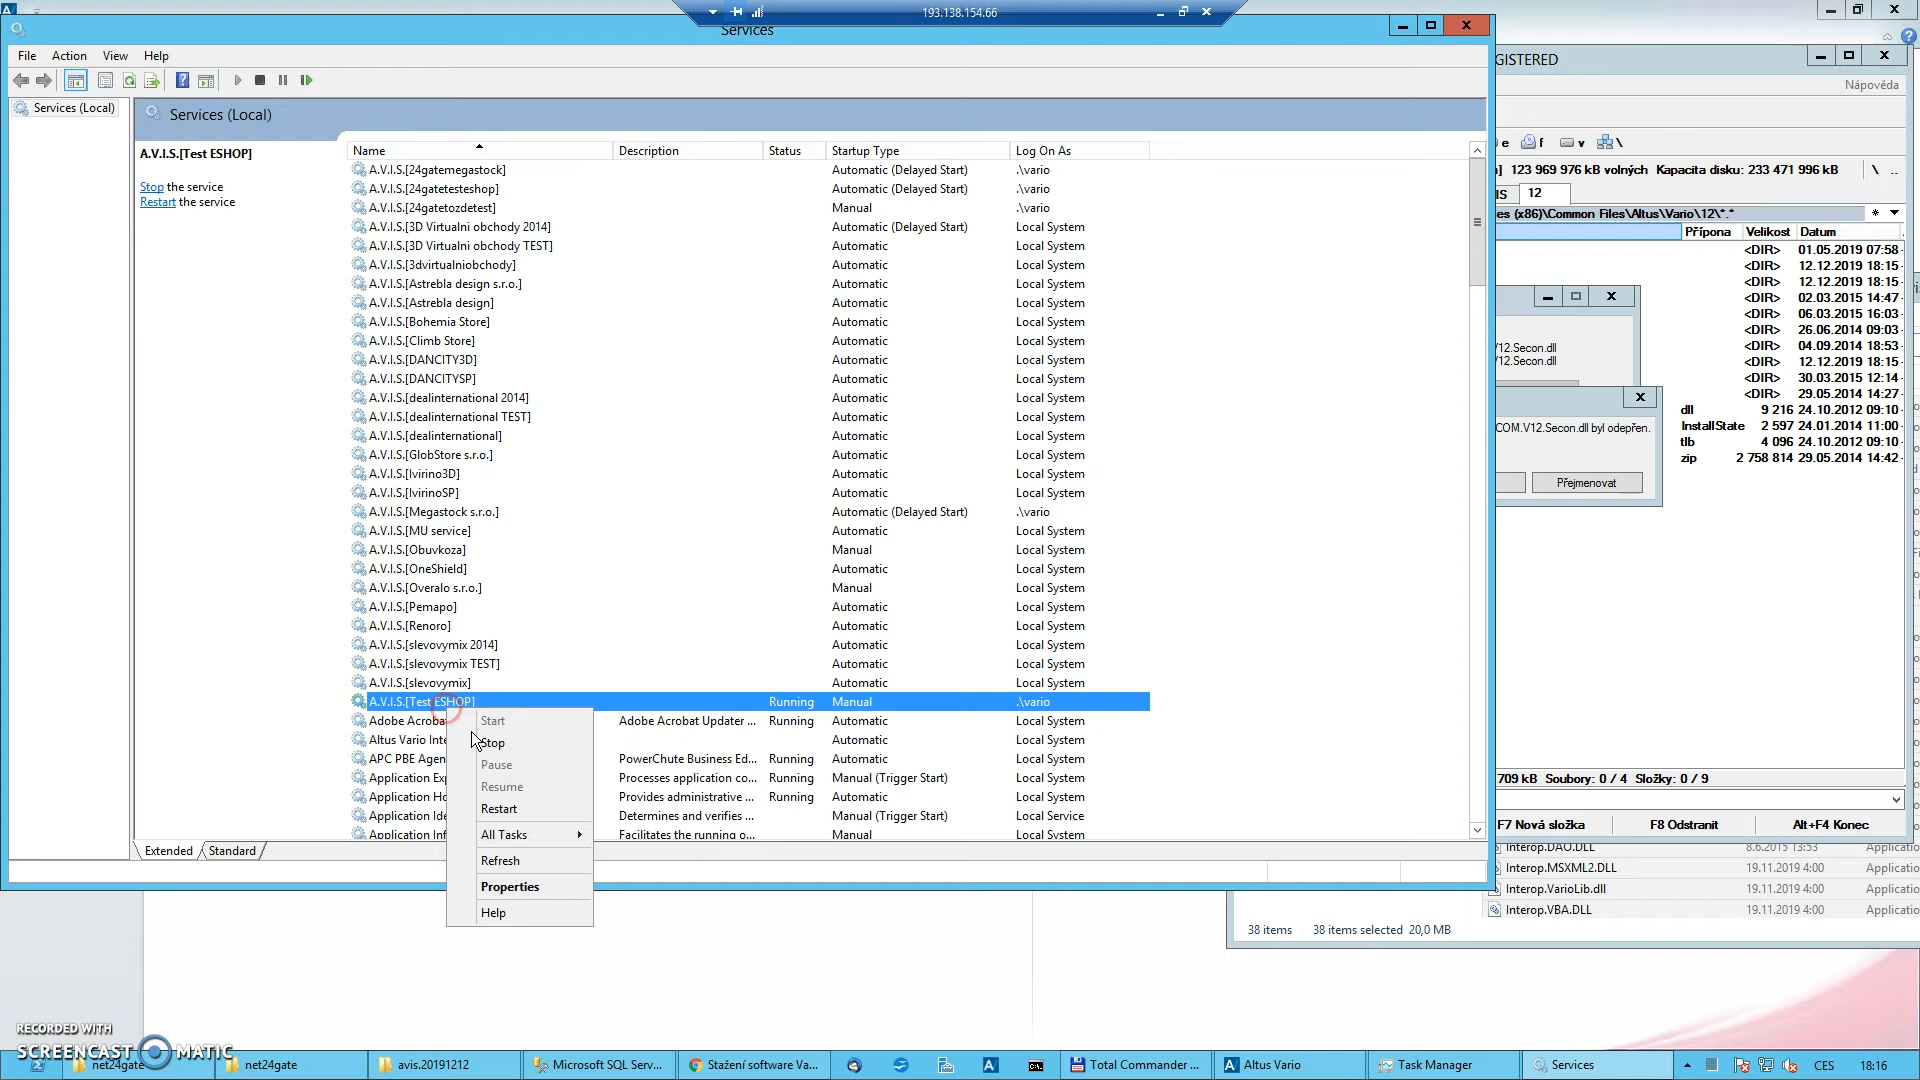 193.138.154.66
Services
File Action View Help
Services (Local)
Services (Local)
A.V.I.S.[Test ESHOP]
Stop the service
Restart the service
Name Description Status Startup Type Log On As
A.V.I.S.[24gatemegastock] Automatic (Delayed Start) .\vario
A.V.I.S.[24gatetesteshop] Automatic (Delayed Start) .\vario
A.V.I.S.[24gatetozdetest] Manual .\vario
A.V.I.S.[3D Virtualni obchody 2014] Automatic (Delayed Start) Local System
A.V.I.S.[3D Virtualni obchody TEST] Automatic Local System
A.V.I.S.[3dvirtualniobchody] Automatic Local System
A.V.I.S.[Astrebla design s.r.o.] Automatic Local System
A.V.I.S.[Astrebla design] Automatic Local System
A.V.I.S.[Bohemia Store] Automatic Local System
A.V.I.S.[Climb Store] Automatic Local System
A.V.I.S.[DANCITY3D] Automatic Local System
A.V.I.S.[DANCITYSP] Automatic Local System
A.V.I.S.[dealinternational 2014] Automatic Local System
A.V.I.S.[dealinternational TEST] Automatic Local System
A.V.I.S.[dealinternational] Automatic Local System
A.V.I.S.[GlobStore s.r.o.] Automatic Local System
A.V.I.S.[Ivirino3D] Automatic Local System
A.V.I.S.[IvirinoSP] Automatic Local System
A.V.I.S.[Megastock s.r.o.] Automatic (Delayed Start) .\vario
A.V.I.S.[MU service] Automatic Local System
A.V.I.S.[Obuvkoza] Manual Local System
A.V.I.S.[OneShield] Automatic Local System
A.V.I.S.[Overalo s.r.o.] Manual Local System
A.V.I.S.[Pemapo] Automatic Local System
A.V.I.S.[Renoro] Automatic Local System
A.V.I.S.[slevovymix 2014] Automatic Local System
A.V.I.S.[slevovymix TEST] Automatic Local System
A.V.I.S.[slevovymix] Automatic Local System
A.V.I.S.[Test ESHOP] Running Manual .\vario
Adobe Acroba Adobe Acrobat Updater ... Running Automatic Local System
Altus Vario Inte Automatic Local System
APC PBE Agen PowerChute Business Ed... Running Automatic Local System
Application Ex Processes application co... Running Manual (Trigger Start) Local System
Application Ho Provides administrative ... Running Automatic Local System
Application Ide Determines and verifies ... Manual (Trigger Start) Local Service
Application Inf Facilitates the running o... Manual Local System
Start
Stop
Pause
Resume
Restart
All Tasks
Refresh
Properties
Help
Extended Standard
GISTERED
Nápověda
e f v \
123 969 976 kB volných Kapacita disku: 233 471 996 kB \ ..
IS 12
es (x86)\Common Files\Altus\Vario\12\*.* *
Přípona Velikost Datum
<DIR> 01.05.2019 07:58
<DIR> 12.12.2019 18:15
<DIR> 12.12.2019 18:15
<DIR> 02.03.2015 14:47
<DIR> 06.03.2015 16:03
<DIR> 26.06.2014 09:03
<DIR> 04.09.2014 18:53
<DIR> 12.12.2019 18:15
<DIR> 30.03.2015 12:14
<DIR> 29.05.2014 14:27
dll 9 216 24.10.2012 09:10
InstallState 2 597 24.01.2014 11:00
tlb 4 096 24.10.2012 09:10
zip 2 758 814 29.05.2014 14:42
V12.Secon.dll
V12.Secon.dll
COM.V12.Secon.dll byl odepřen.
Přejmenovat
709 kB Soubory: 0 / 4 Složky: 0 / 9
F7 Nová složka F8 Odstranit Alt+F4 Konec
Interop.DAO.DLL 8.6.2015 13:53 Applicatio
Interop.MSXML2.DLL 19.11.2019 4:00 Applicatio
Interop.VarioLib.dll 19.11.2019 4:00 Applicatio
Interop.VBA.DLL 19.11.2019 4:00 Applicatio
38 items 38 items selected 20,0 MB
RECORDED WITH
SCREENCAST MATIC
net24gate net24gate avis.20191212 Microsoft SQL Serv... Stažení software Va... Total Commander ... Altus Vario Task Manager Services CES 18:16